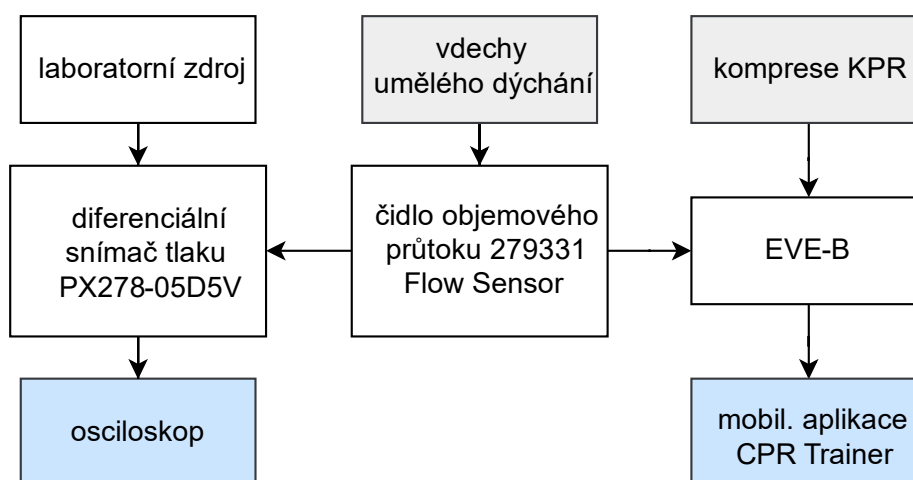 laboratorní zdroj
vdechy
umělého dýchání
komprese KPR
diferenciální
snímač tlaku
PX278-05D5V
čidlo objemového
průtoku 279331
Flow Sensor
EVE-B
osciloskop
mobil. aplikace
CPR Trainer